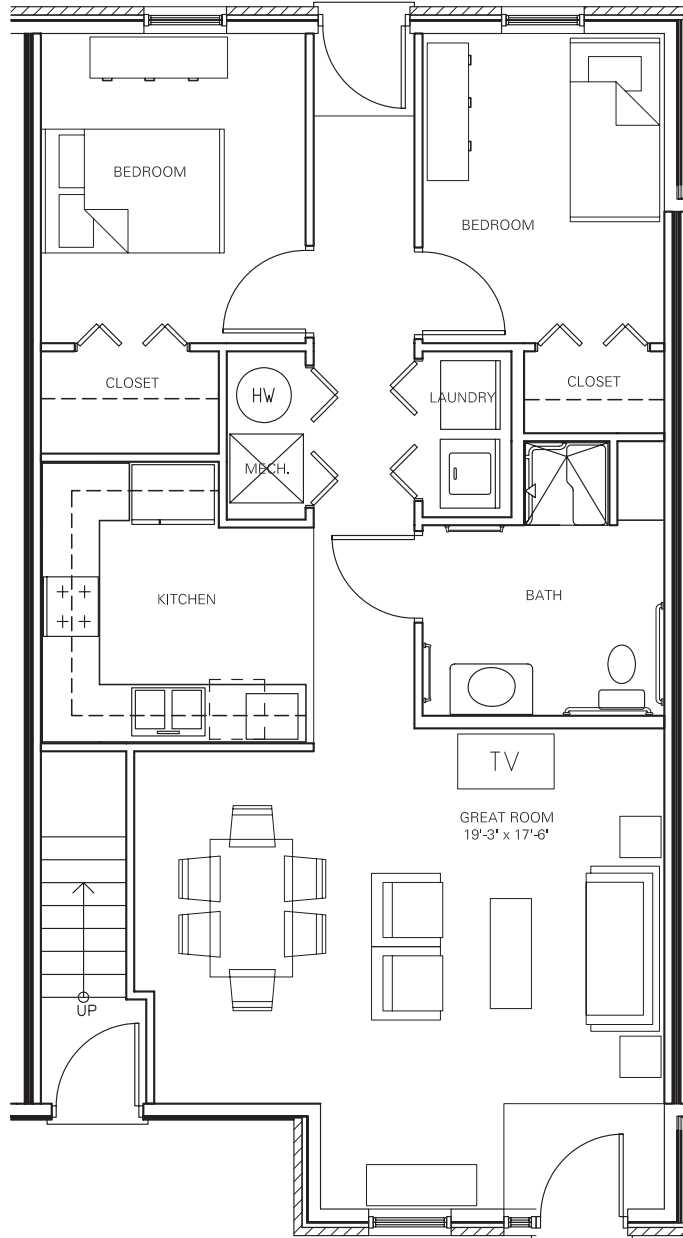 BEDROOM
BEDROOM
CLOSET
CLOSET
HW
LAUNDRY
MECH.
KITCHEN
BATH
TV
GREAT ROOM
19'-3" x 17'-6"
UP